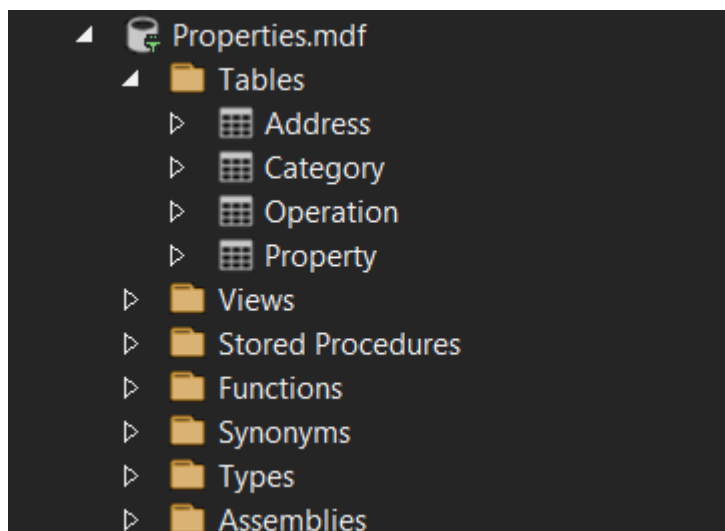 Properties.mdf
Tables
Address
Category
Operation
Property
Views
Stored Procedures
Functions
Synonyms
Types
Assemblies